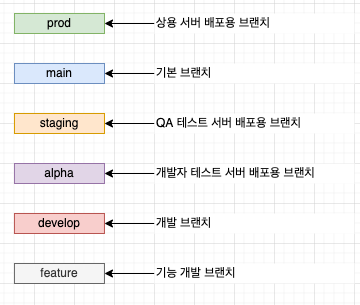 prod 상용 서버 배포용 브랜치
main 기본 브랜치
staging QA 테스트 서버 배포용 브랜치
alpha 개발자 테스트 서버 배포용 브랜치
develop 개발 브랜치
feature 기능 개발 브랜치